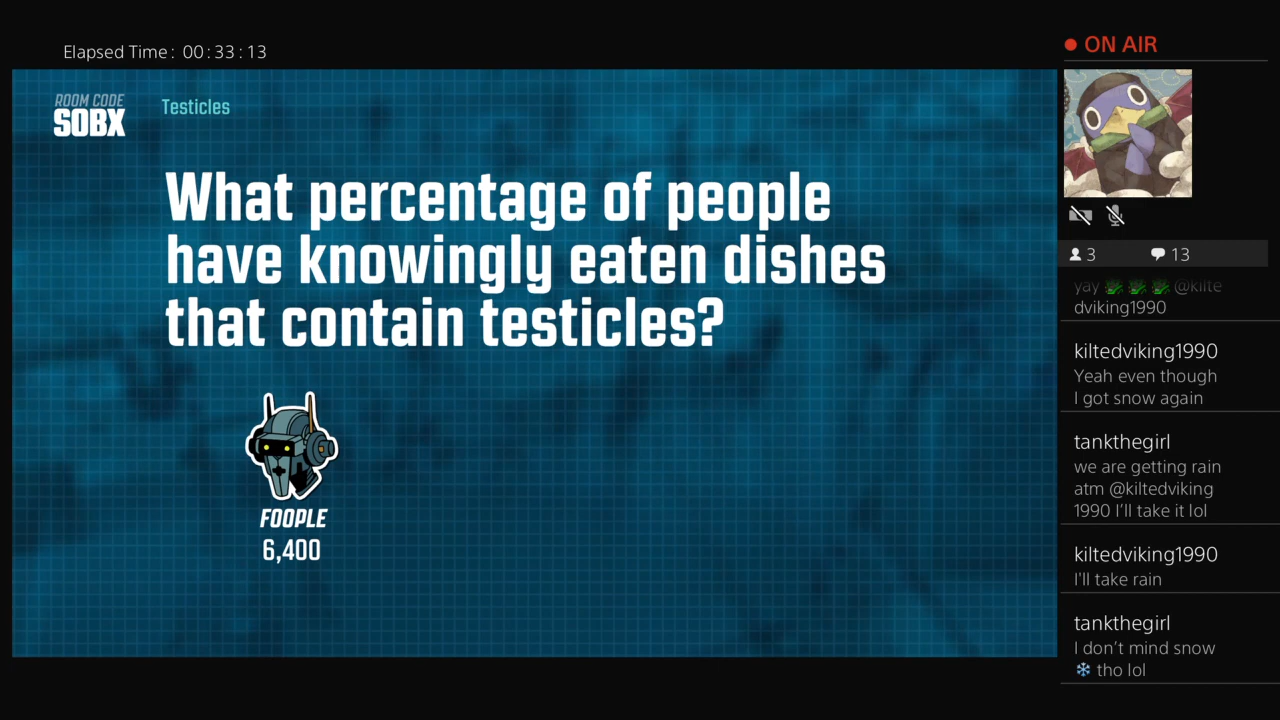 Elapsed Time: 00:33:13
ON AIR
ROOM CODE
SOBX
Testicles
What percentage of people
have knowingly eaten dishes
that contain testicles?
FOOPLE
6,400
3
13
yay @kilte
dviking1990
kiltedviking1990
Yeah even though
I got snow again
tankthegirl
we are getting rain
atm @kiltedviking
1990 I'll take it lol
kiltedviking1990
I'll take rain
tankthegirl
I don't mind snow
tho lol